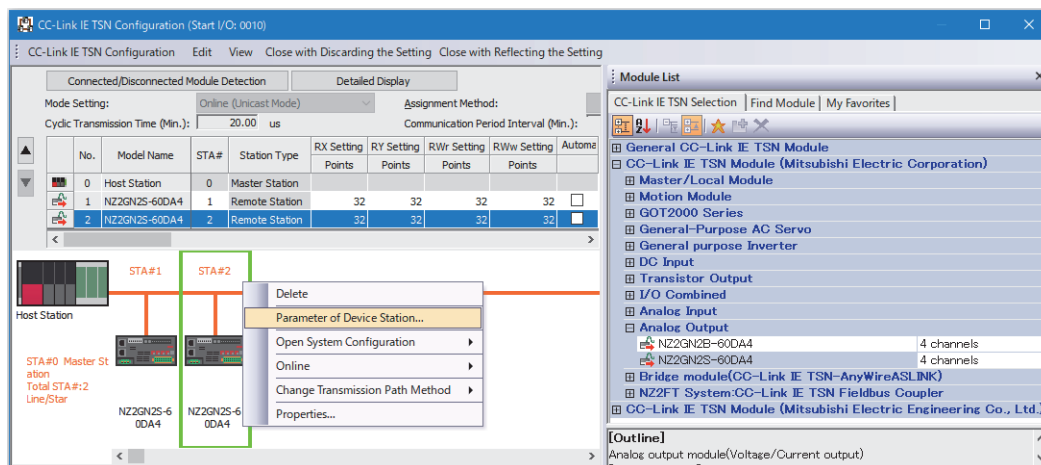 CC-Link IE TSN Configuration (Start I/O: 0010)
CC-Link IE TSN Configuration Edit View Close with Discarding the Setting Close with Reflecting the Setting
Connected/Disconnected Module Detection Detailed Display
Mode Setting: Online (Unicast Mode) Assignment Method:
Cyclic Transmission Time (Min.): 20.00 us Communication Period Interval (Min.):
No. Model Name STA# Station Type RX Setting RY Setting RWr Setting RWw Setting Automa
Points Points Points Points
0 Host Station 0 Master Station
1 NZ2GN2S-60DA4 1 Remote Station 32 32 32 32
2 NZ2GN2S-60DA4 2 Remote Station 32 32 32 32
STA#1 STA#2
Host Station
STA#0 Master St
ation
Total STA#:2
Line/Star
NZ2GN2S-6
0DA4
NZ2GN2S-6
0DA4
Delete
Parameter of Device Station...
Open System Configuration
Online
Change Transmission Path Method
Properties...
Module List
CC-Link IE TSN Selection Find Module My Favorites
General CC-Link IE TSN Module
CC-Link IE TSN Module (Mitsubishi Electric Corporation)
Master/Local Module
Motion Module
GOT2000 Series
General-Purpose AC Servo
General purpose Inverter
DC Input
Transistor Output
I/O Combined
Analog Input
Analog Output
NZ2GN2B-60DA4 4 channels
NZ2GN2S-60DA4 4 channels
Bridge module(CC-Link IE TSN-AnyWireASLINK)
NZ2FT System:CC-Link IE TSN Fieldbus Coupler
CC-Link IE TSN Module (Mitsubishi Electric Engineering Co., Ltd.
[Outline]
Analog output module(Voltage/Current output)